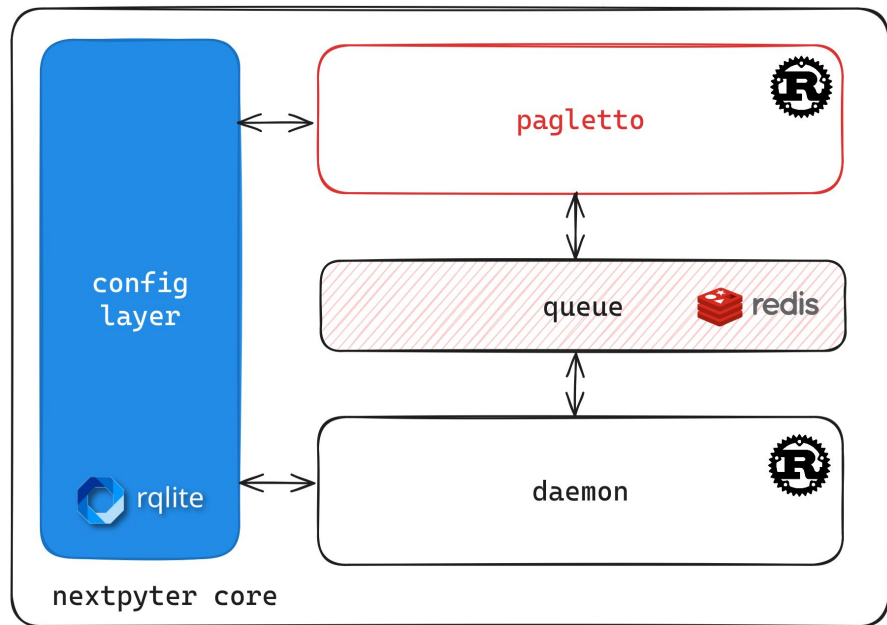 pagletto
config
layer
queue
redis
rqlite
daemon
nextpyter core